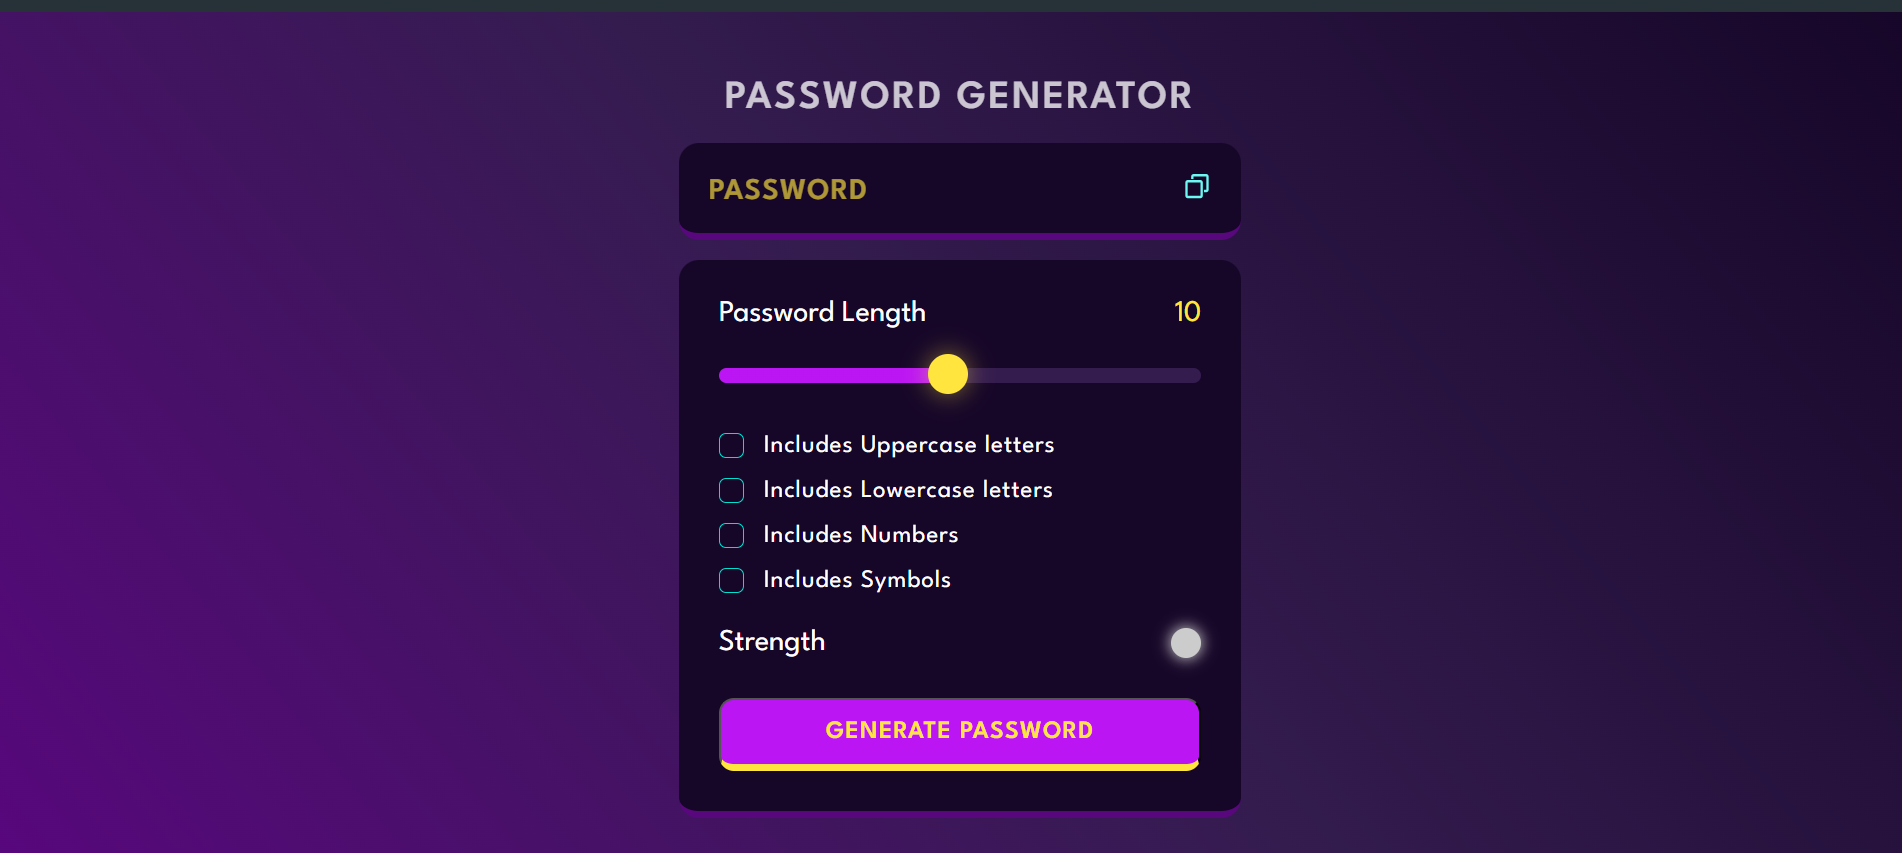 PASSWORD GENERATOR
PASSWORD
Password Length 10
Includes Uppercase letters
Includes Lowercase letters
Includes Numbers
Includes Symbols
Strength
GENERATE PASSWORD